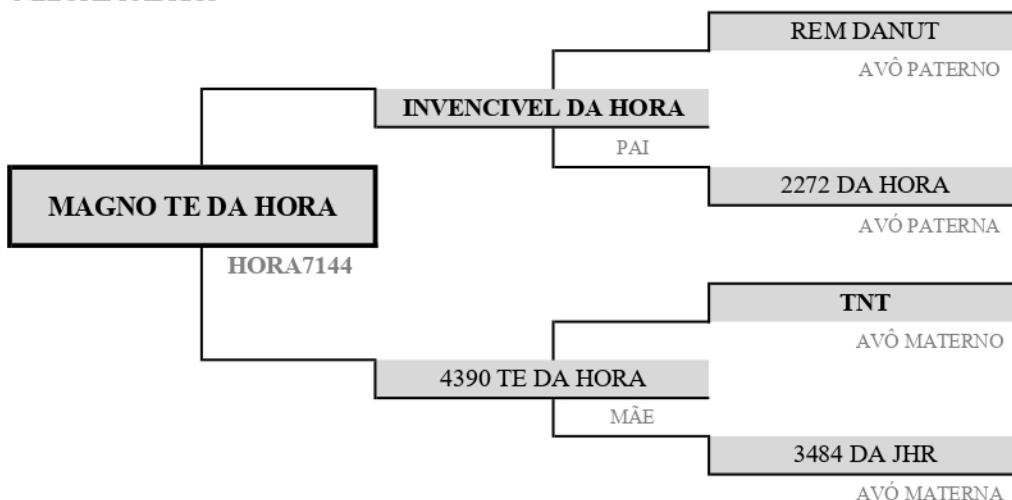 REM DANUT
AVÔ PATERNO
INVENCIVEL DA HORA
PAI
2272 DA HORA
AVÓ PATERNA
MAGNO TE DA HORA
HORA7144
TNT
AVÔ MATERNO
4390 TE DA HORA
MÃE
3484 DA JHR
AVÓ MATERNA